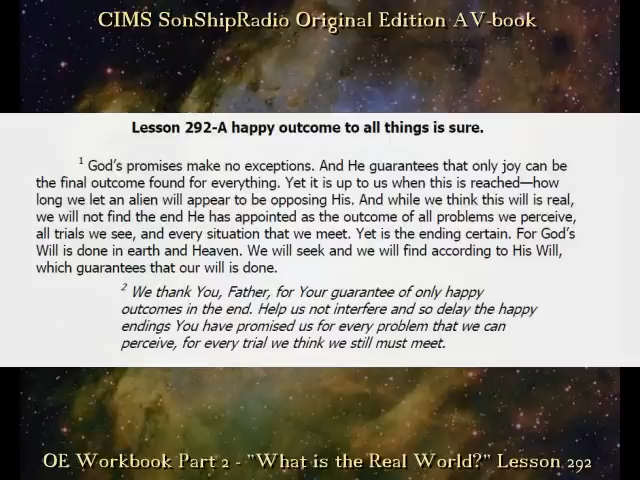 CIMS SonShipRadio Original Edition AV-book
Lesson 292-A happy outcome to all things is sure.
1 God's promises make no exceptions. And He guarantees that only joy can be
the final outcome found for everything. Yet it is up to us when this is reached—how
long we let an alien will appear to be opposing His. And while we think this will is real,
we will not find the end He has appointed as the outcome of all problems we perceive,
all trials we see, and every situation that we meet. Yet is the ending certain. For God's
Will is done in earth and Heaven. We will seek and we will find according to His Will,
which guarantees that our will is done.
2 We thank You, Father, for Your guarantee of only happy
outcomes in the end. Help us not interfere and so delay the happy
endings You have promised us for every problem that we can
perceive, for every trial we think we still must meet.
OE Workbook Part 2 - "What is the Real World?" Lesson 292